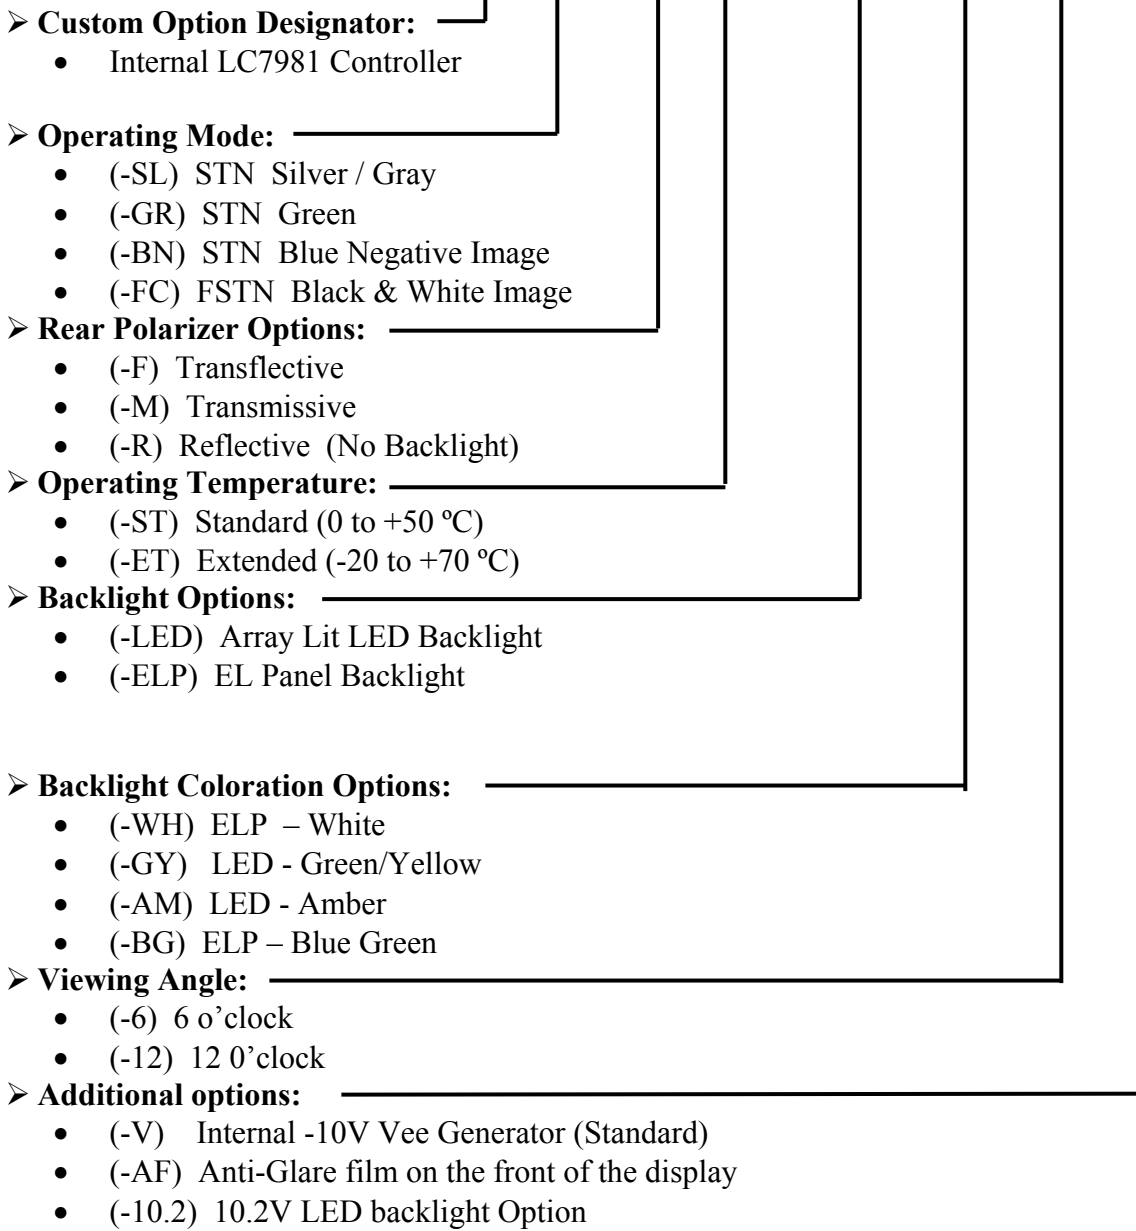 ➢ Custom Option Designator:
• Internal LC7981 Controller
➢ Operating Mode:
• (-SL) STN Silver / Gray
• (-GR) STN Green
• (-BN) STN Blue Negative Image
• (-FC) FSTN Black & White Image
➢ Rear Polarizer Options:
• (-F) Transflective
• (-M) Transmissive
• (-R) Reflective (No Backlight)
➢ Operating Temperature:
• (-ST) Standard (0 to +50 ºC)
• (-ET) Extended (-20 to +70 ºC)
➢ Backlight Options:
• (-LED) Array Lit LED Backlight
• (-ELP) EL Panel Backlight
➢ Backlight Coloration Options:
• (-WH) ELP – White
• (-GY) LED - Green/Yellow
• (-AM) LED - Amber
• (-BG) ELP – Blue Green
➢ Viewing Angle:
• (-6) 6 o’clock
• (-12) 12 0’clock
➢ Additional options:
• (-V) Internal -10V Vee Generator (Standard)
• (-AF) Anti-Glare film on the front of the display
• (-10.2) 10.2V LED backlight Option